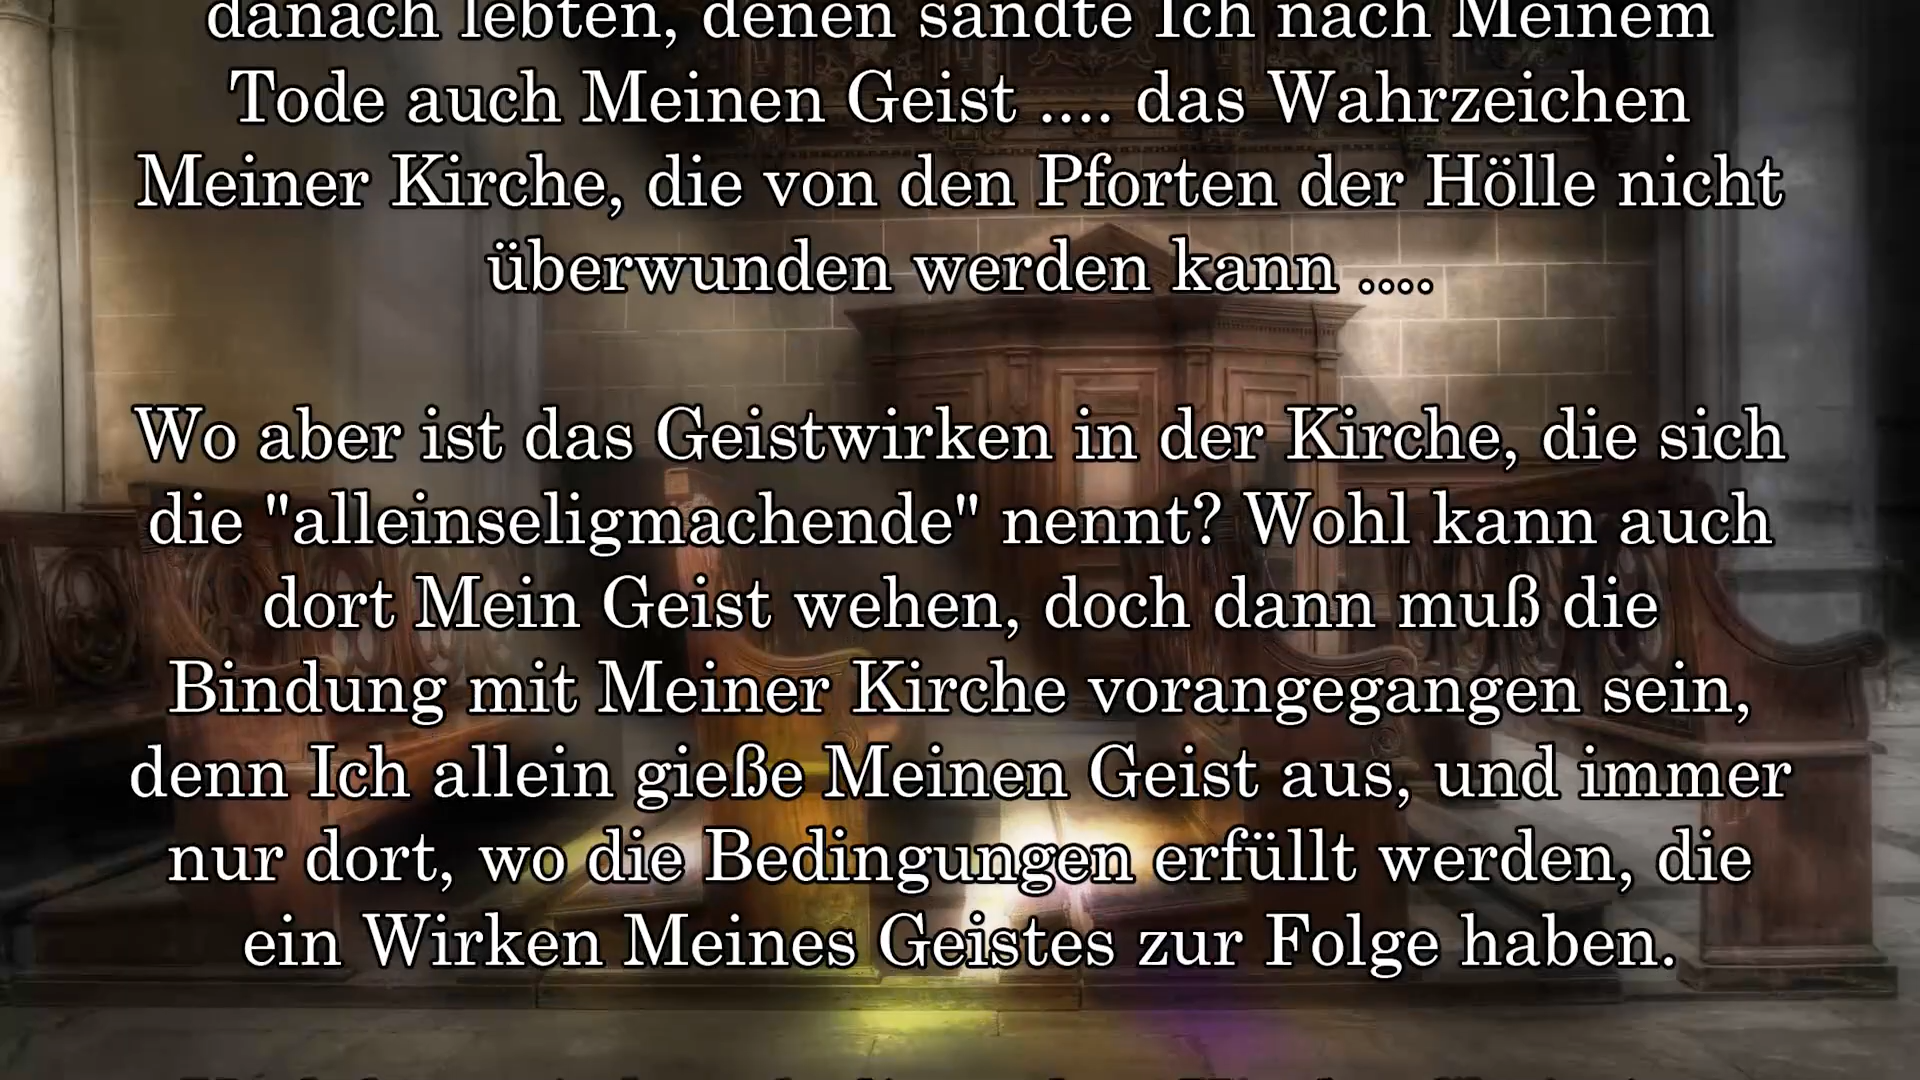 danach lebten, denen sandte Ich nach Meinem
Tode auch Meinen Geist .... das Wahrzeichen
Meiner Kirche, die von den Pforten der Hölle nicht
überwunden werden kann ....
Wo aber ist das Geistwirken in der Kirche, die sich
die "alleinseligmachende" nennt? Wohl kann auch
dort Mein Geist wehen, doch dann muß die
Bindung mit Meiner Kirche vorangegangen sein,
denn Ich allein gieße Meinen Geist aus, und immer
nur dort, wo die Bedingungen erfüllt werden, die
ein Wirken Meines Geistes zur Folge haben.